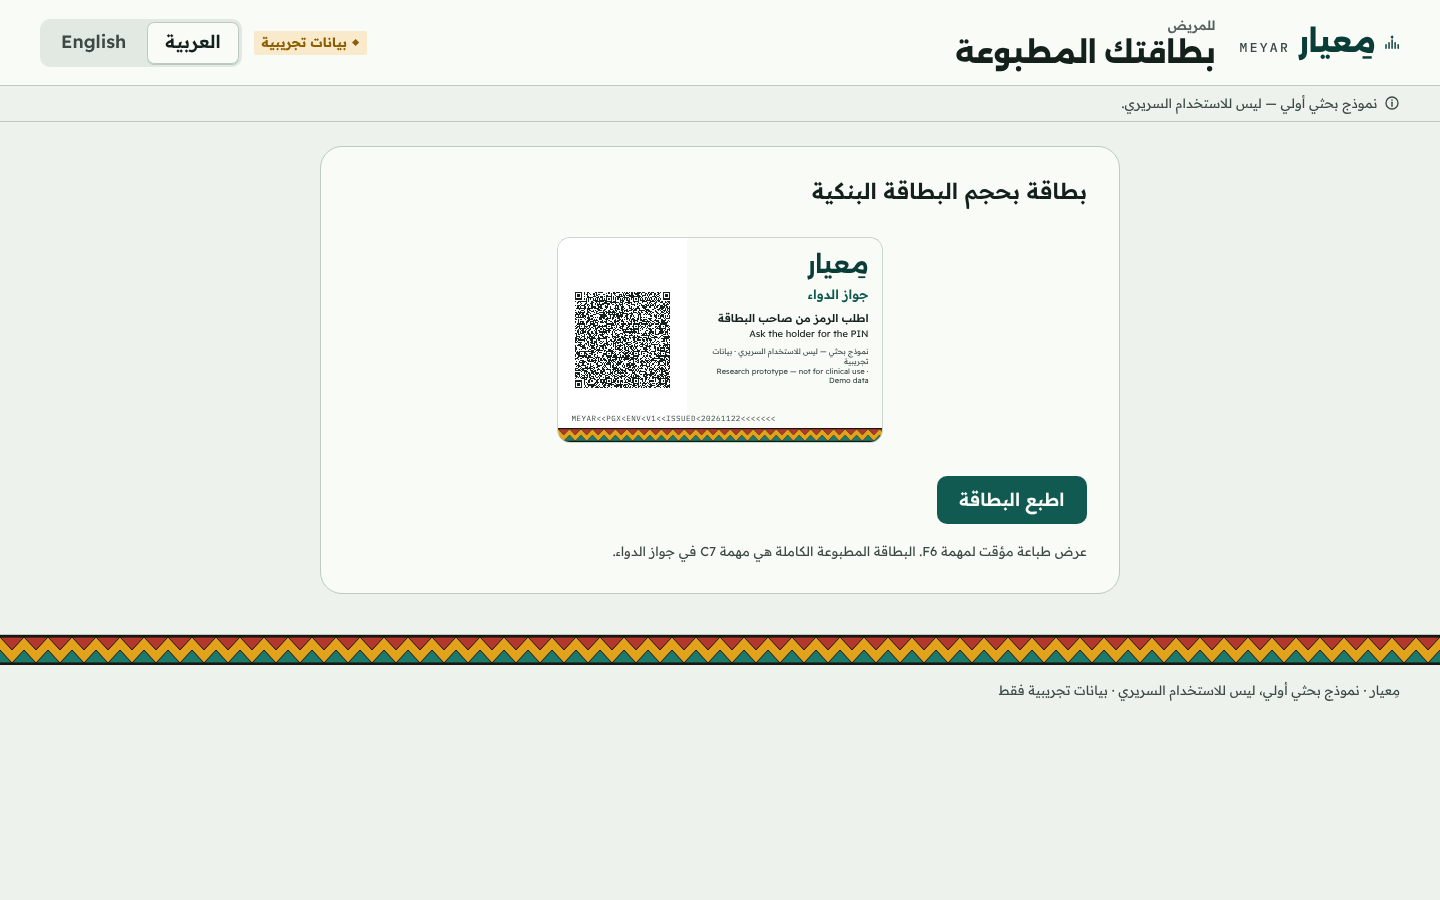 مِعيار MEYAR
للمريض
بطاقتك المطبوعة
بيانات تجريبية
العربية
English
نموذج بحثي أولي — ليس للاستخدام السريري.
بطاقة بحجم البطاقة البنكية
مِعيار
جواز الدواء
اطلب الرمز من صاحب البطاقة
Ask the holder for the PIN
نموذج بحثي — ليس للاستخدام السريري · بيانات
تجريبية
Research prototype — not for clinical use ·
Demo data
MEYAR<<PGX<ENV<V1<<ISSUED<20261122<<<<<<<
اطبع البطاقة
عرض طباعة مؤقت لمهمة F6. البطاقة المطبوعة الكاملة هي مهمة C7 في جواز الدواء.
مِعيار · نموذج بحثي أولي، ليس للاستخدام السريري · بيانات تجريبية فقط